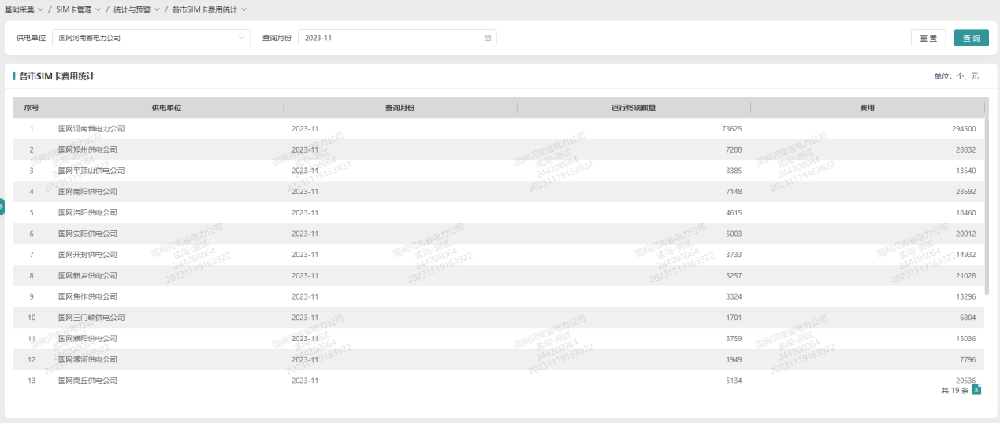 基础采集 / SIM卡管理 / 统计与预警 / 各市SIM卡费用统计
供电单位 国网河南省电力公司 查询月份 2023-11 重置 查询
各市SIM卡费用统计 单位：个、元
序号 供电单位 查询月份 运行终端数量 费用
1 国网河南省电力公司 2023-11 73625 294500
2 国网郑州供电公司 2023-11 7208 28832
3 国网平顶山供电公司 2023-11 3385 13540
4 国网南阳供电公司 2023-11 7148 28592
5 国网洛阳供电公司 2023-11 4615 18460
6 国网安阳供电公司 2023-11 5003 20012
7 国网开封供电公司 2023-11 3733 14932
8 国网新乡供电公司 2023-11 5257 21028
9 国网焦作供电公司 2023-11 3324 13296
10 国网三门峡供电公司 2023-11 1701 6804
11 国网濮阳供电公司 2023-11 3759 15036
12 国网漯河供电公司 2023-11 1949 7796
13 国网商丘供电公司 2023-11 5134 20536
共 19 条
国网河南省电力公司
测试
244208064
20231119163922